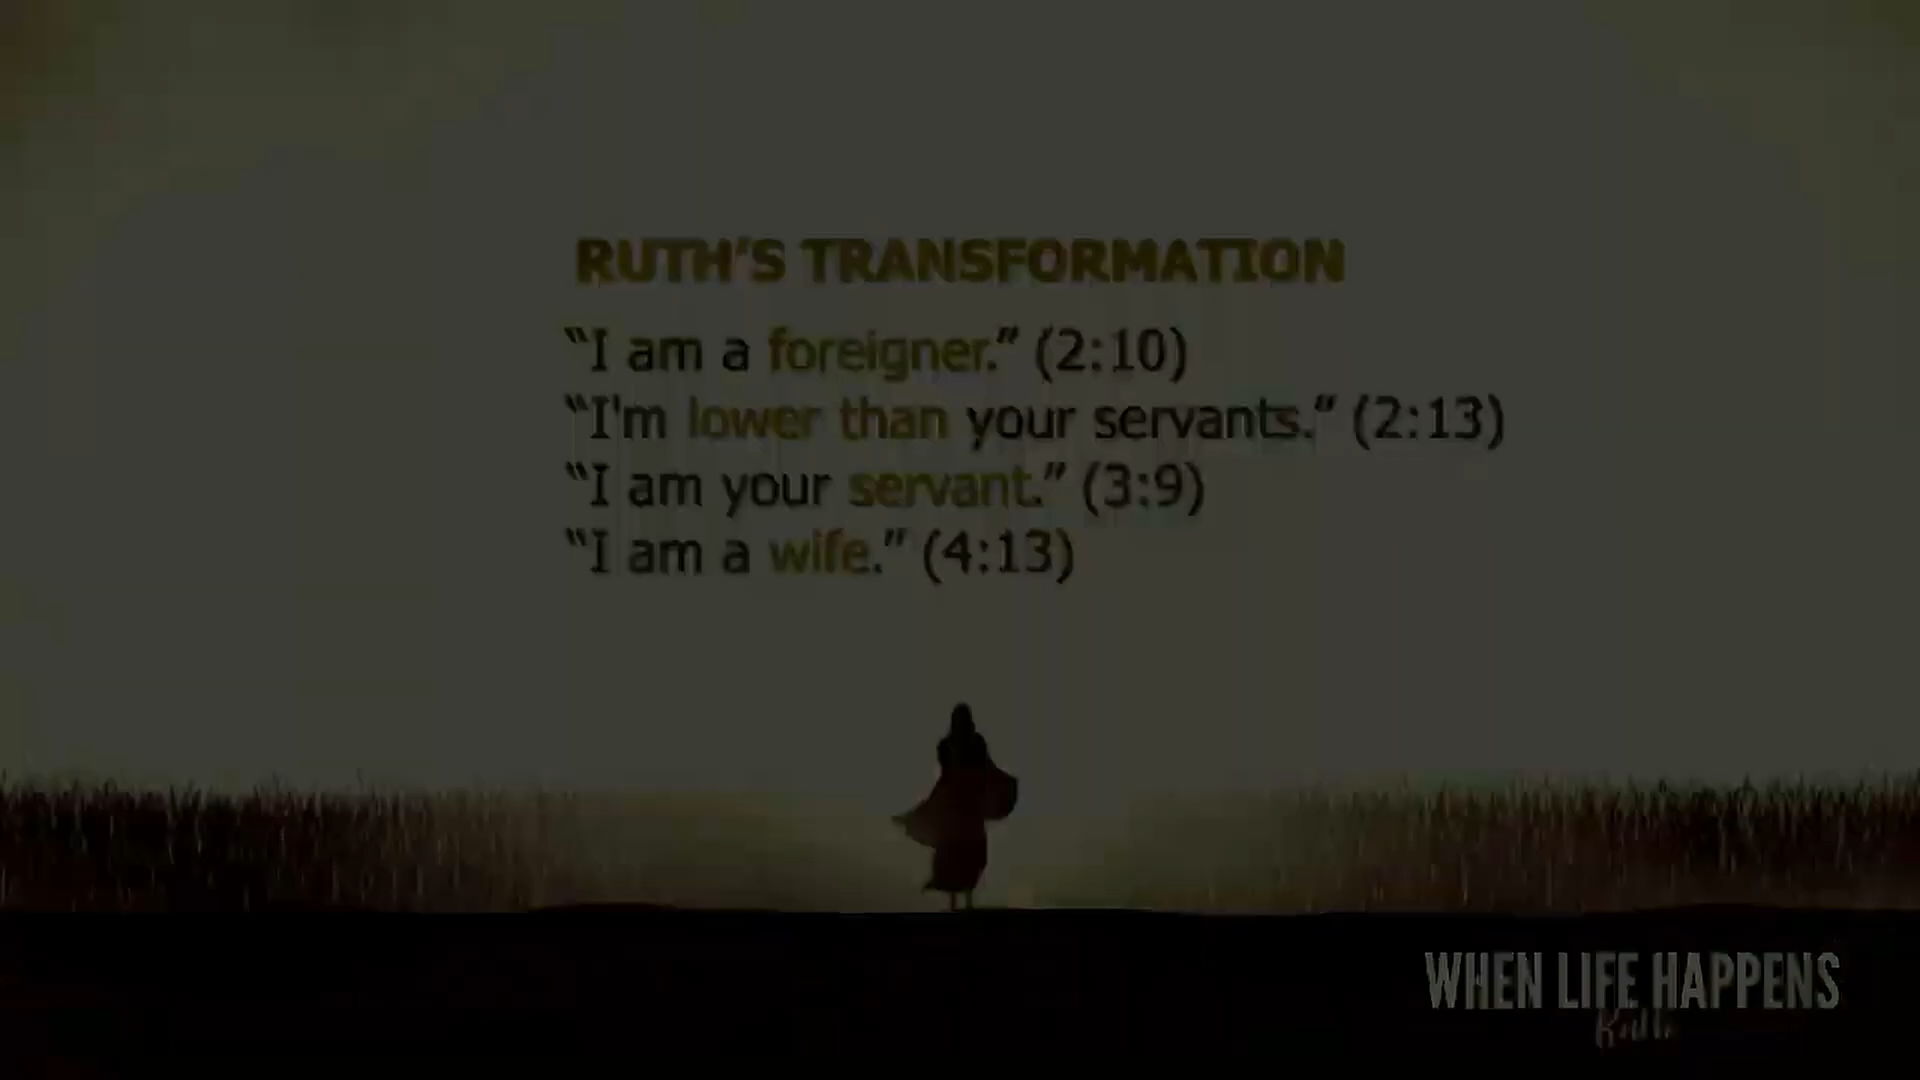 RUTH'S TRANSFORMATION
“I am a foreigner.” (2:10)
“I'm lower than your servants.” (2:13)
“I am your servant.” (3:9)
“I am a wife.” (4:13)
WHEN LIFE HAPPENS
Ruth